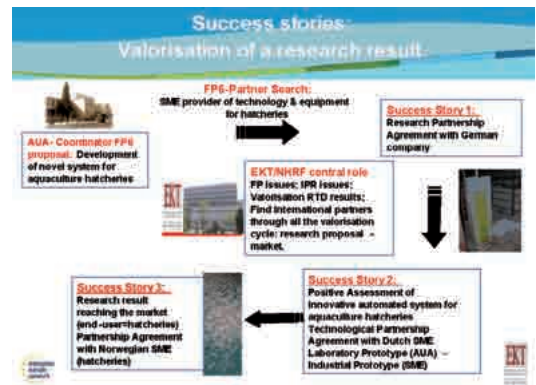 Success stories:
Valorisation of a research result
FP6-Partner Search:
SME provider of technology & equipment
for hatcheries
AUA- Coordinator FP6
proposal: Development
of novel system for
aquaculture hatcheries
Success Story 1:
Research Partnership
Agreement with German
company
EKT/NHRF central role
FP issues; IPR issues;
Valorisation RTD results;
Find international partners
through all the valorisation
cycle: research proposal –
market.
EKT
Success Story 3:
Research result
reaching the market
(end-user=hatcheries)
Partnership Agreement
with Norwegian SME
(hatcheries)
Success Story 2:
Positive Assessment of
Innovative automated system for
aquaculture hatcheries
Technological Partnership
Agreement with Dutch SME
Laboratory Prototype (AUA) –
Industrial Prototype (SME)
EKT